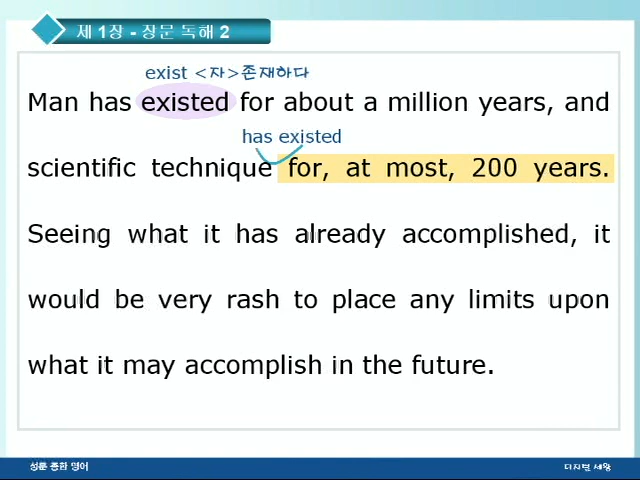 제 1장 - 장문 독해 2
exist <자>존재하다
Man has existed for about a million years, and
has existed
scientific technique for, at most, 200 years.
Seeing what it has already accomplished, it
would be very rash to place any limits upon
what it may accomplish in the future.
성문 종합 영어
디지털 세왕